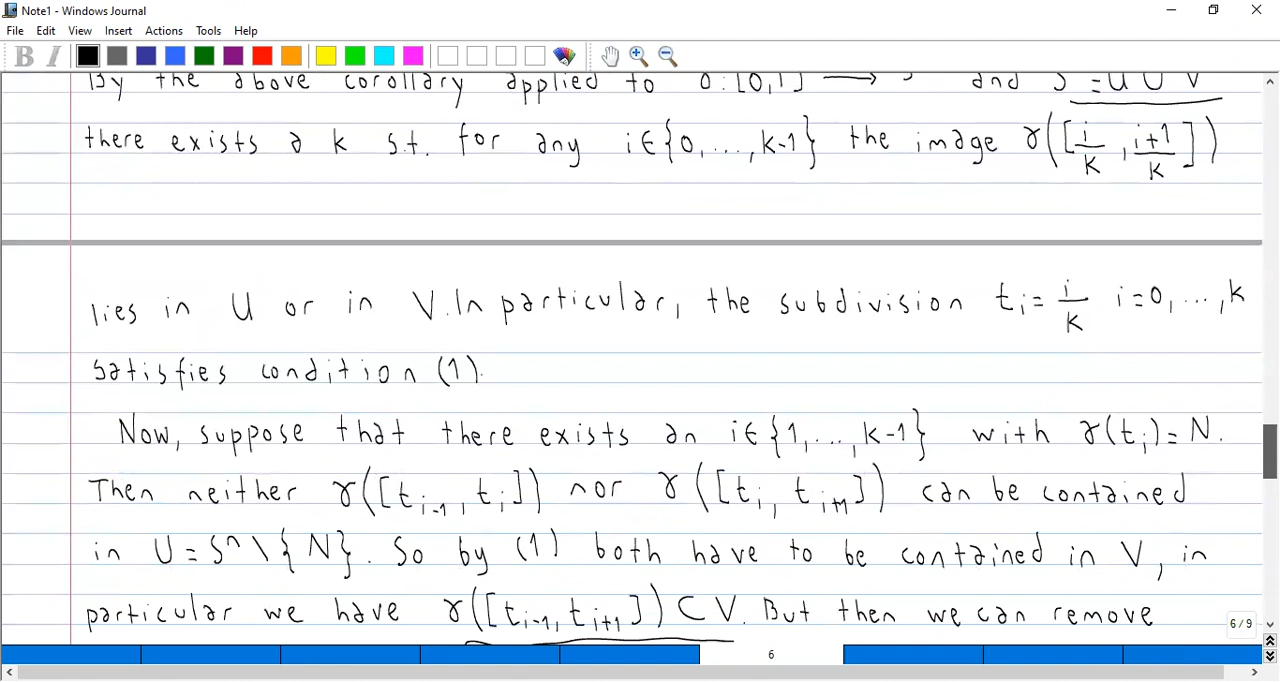 Note1 - Windows Journal
File Edit View Insert Actions Tools Help
B I
By the above corollary applied to γ:[0,1] ⟶ and = U ∪ V
there exists a k s.t. for any i∈{0,...,k-1} the image γ([i/k, i+1/k])
lies in U or in V. In particular, the subdivision tᵢ = i/k i=0,...,k
satisfies condition (1).
Now, suppose that there exists an i∈{1,...,k-1} with γ(tᵢ)=N.
Then neither γ([tᵢ₋₁, tᵢ]) nor γ([tᵢ, tᵢ₊₁]) can be contained
in U = Sⁿ \ {N}. So by (1) both have to be contained in V, in
particular we have γ([tᵢ₋₁, tᵢ₊₁]) ⊂ V. But then we can remove
6 / 9
6